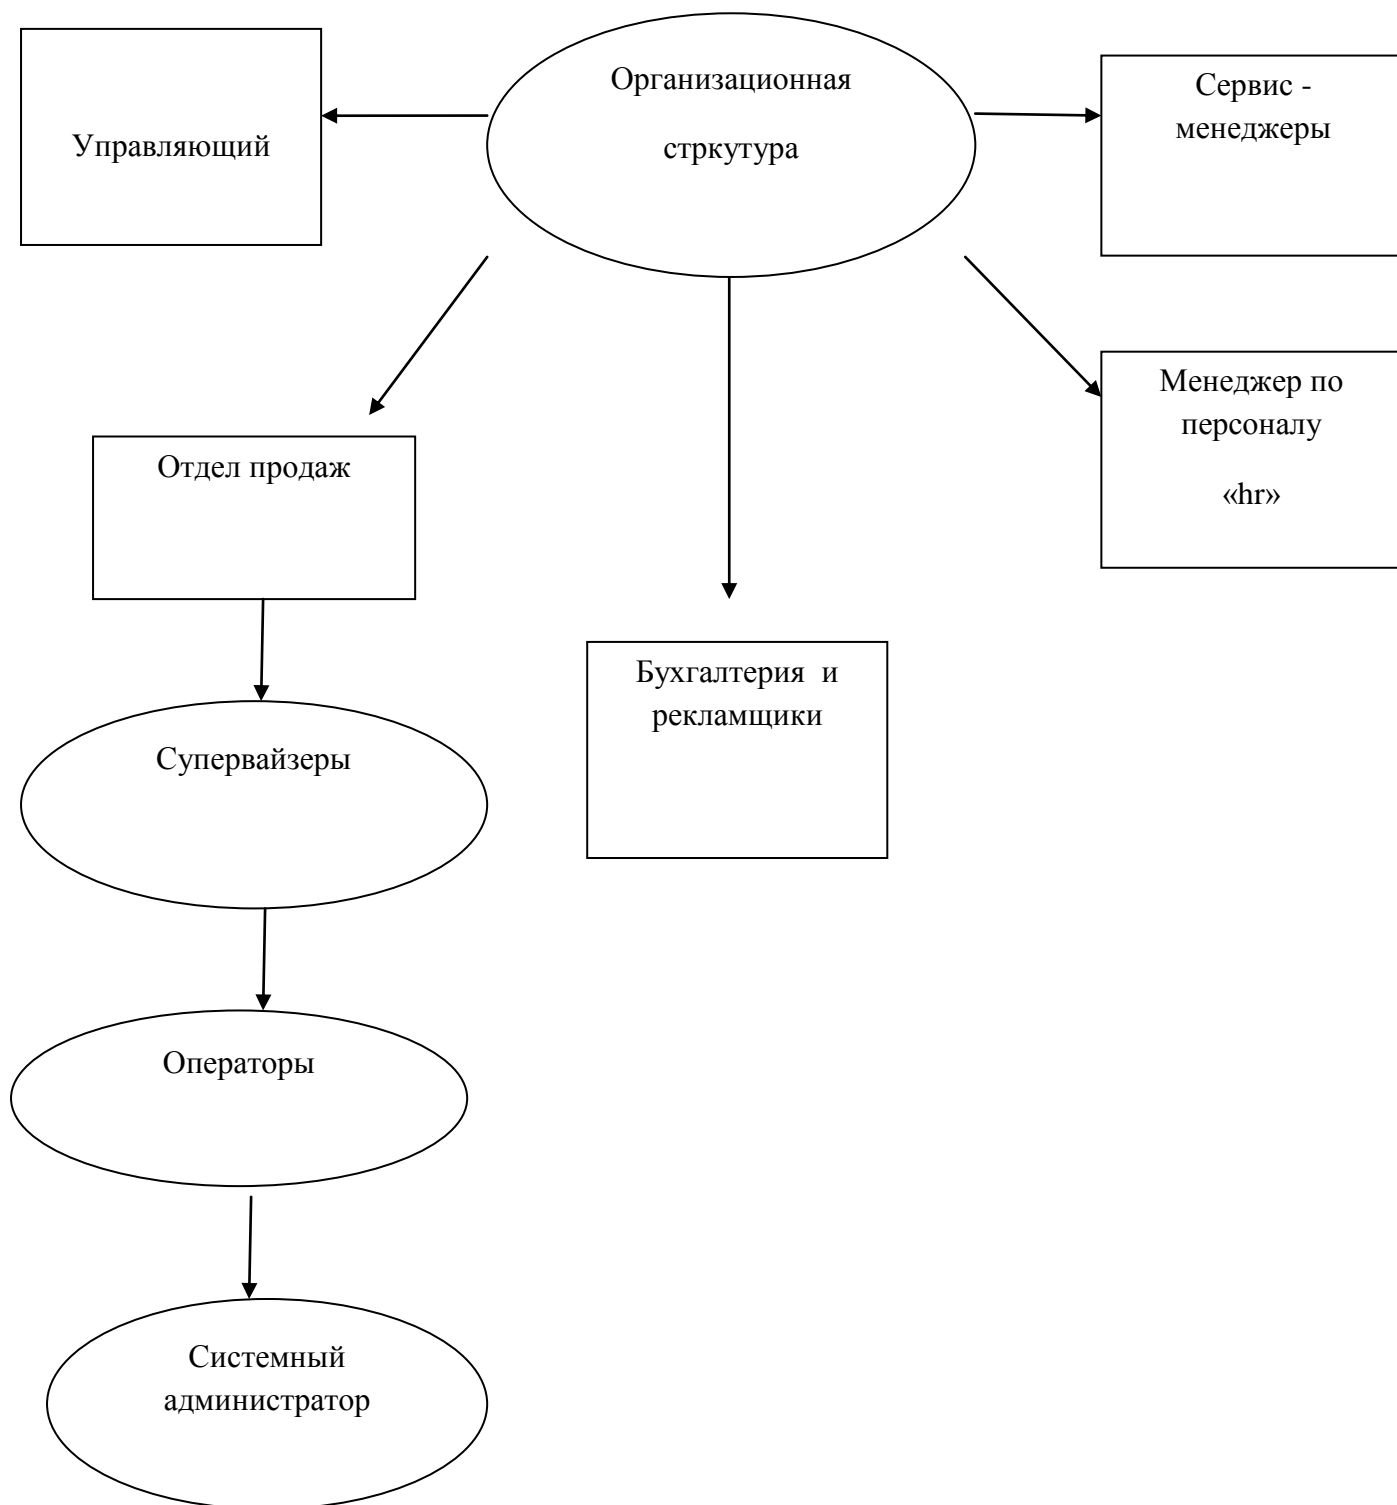 Организационная
стркутура
Управляющий
Сервис -
менеджеры
Менеджер по
персоналу
«hr»
Отдел продаж
Бухгалтерия и
рекламщики
Супервайзеры
Операторы
Системный
администратор